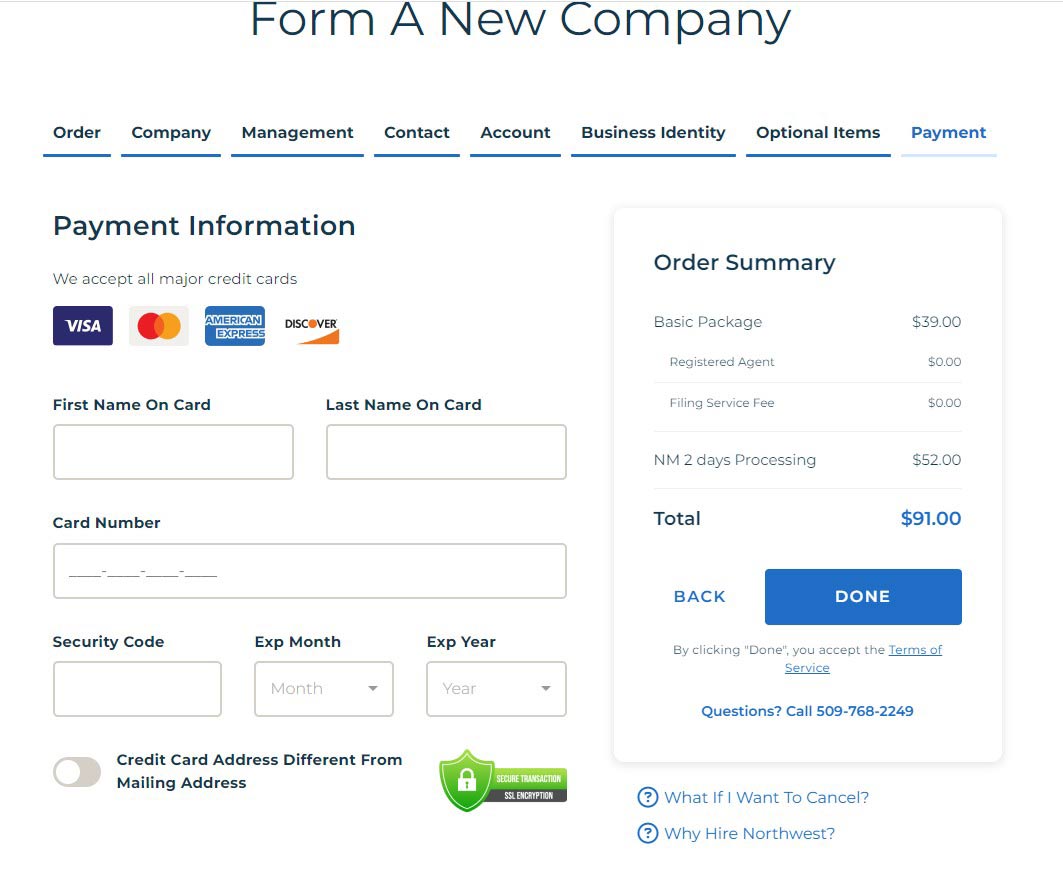 Form A New Company
Order Company Management Contact Account Business Identity Optional Items Payment
Payment Information
We accept all major credit cards
VISA
AMERICAN
EXPRESS
DISCOVER
First Name On Card
Last Name On Card
Card Number
____-____-____-____
Security Code
Exp Month
Exp Year
Month
Year
Credit Card Address Different From
Mailing Address
SECURE TRANSACTION
SSL ENCRYPTION
Order Summary
Basic Package $39.00
Registered Agent $0.00
Filing Service Fee $0.00
NM 2 days Processing $52.00
Total $91.00
BACK
DONE
By clicking "Done", you accept the Terms of
Service
Questions? Call 509-768-2249
? What If I Want To Cancel?
? Why Hire Northwest?